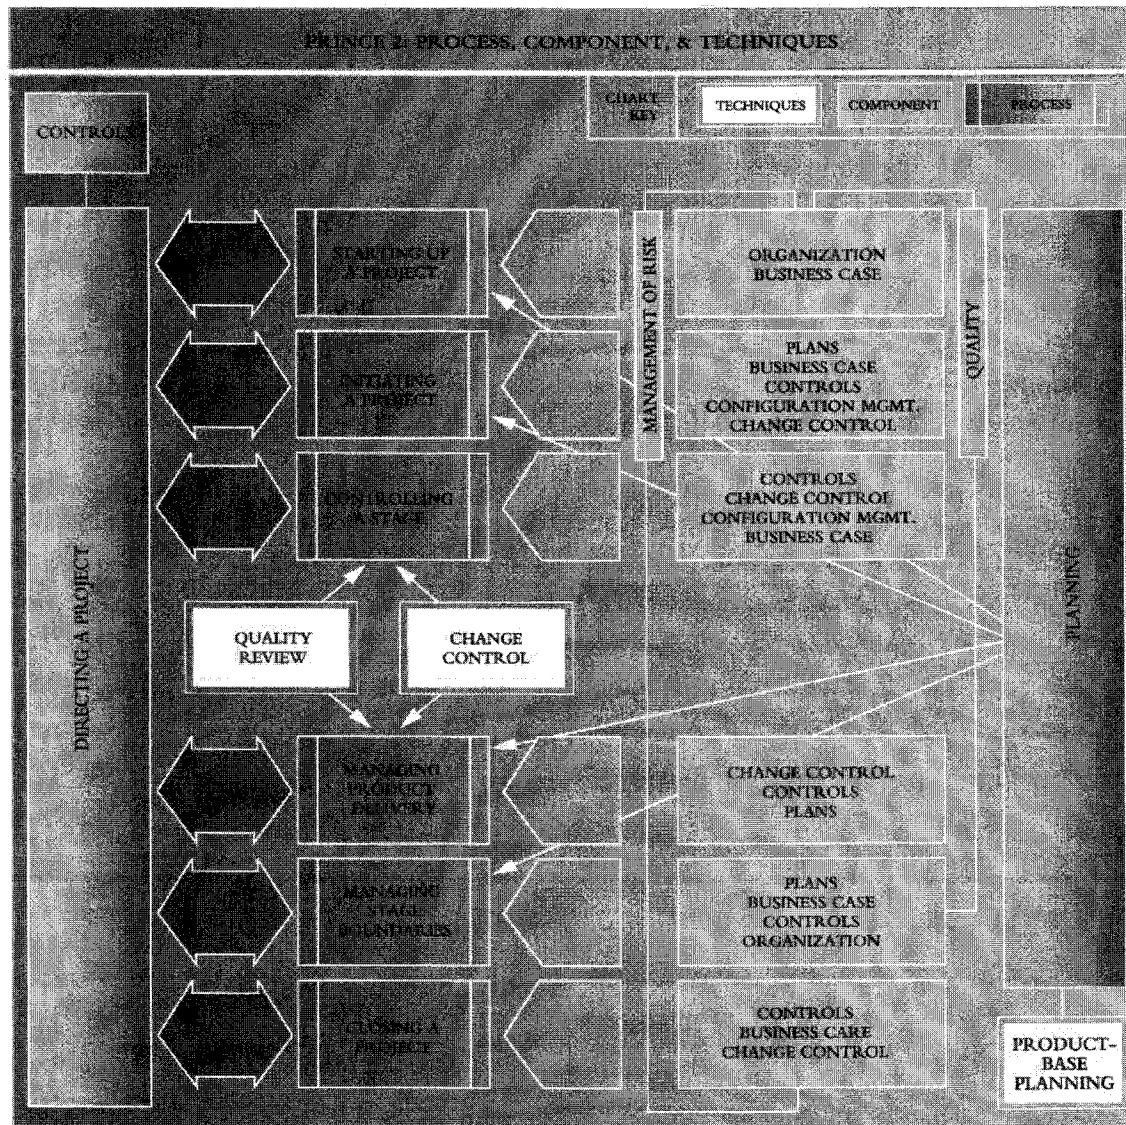 PRINCE 2: PROCESS, COMPONENT, & TECHNIQUES
CHART
KEY
TECHNIQUES
COMPONENT
PROCESS
CONTROLS
DIRECTING A PROJECT
STARTING UP
A PROJECT
MANAGEMENT OF RISK
ORGANIZATION
BUSINESS CASE
QUALITY
PLANNING
INITIATING
A PROJECT
PLANS
BUSINESS CASE
CONTROLS
CONFIGURATION MGMT.
CHANGE CONTROL
CONTROLLING
A STAGE
CONTROLS
CHANGE CONTROL
CONFIGURATION MGMT.
BUSINESS CASE
QUALITY
REVIEW
CHANGE
CONTROL
MANAGING
PRODUCT
DELIVERY
CHANGE CONTROL
CONTROLS
PLANS
MANAGING
STAGE
BOUNDARIES
PLANS
BUSINESS CASE
CONTROLS
ORGANIZATION
CLOSING A
PROJECT
CONTROLS
BUSINESS CARE
CHANGE CONTROL
PRODUCT-
BASE
PLANNING